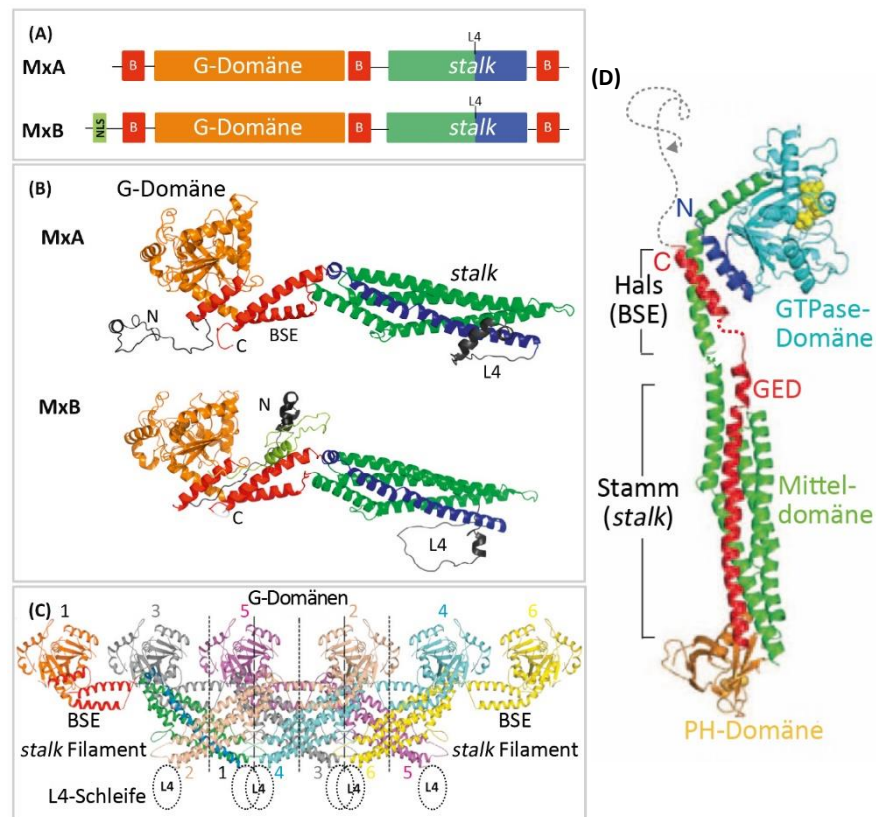 (A)
L4
MxA
B
G-Domäne
B
stalk
B
L4
MxB
NLS
B
G-Domäne
B
stalk
B
(B)
G-Domäne
MxA
stalk
N
BSE
C
L4
MxB
N
C
L4
(C)
G-Domänen
1
3
5
2
4
6
BSE
BSE
stalk Filament
stalk Filament
2
1
4
3
6
5
L4-Schleife
L4
L4
L4
L4
(D)
N
C
Hals
(BSE)
GTPase-
Domäne
GED
Stamm
(stalk)
Mittel-
domäne
PH-Domäne